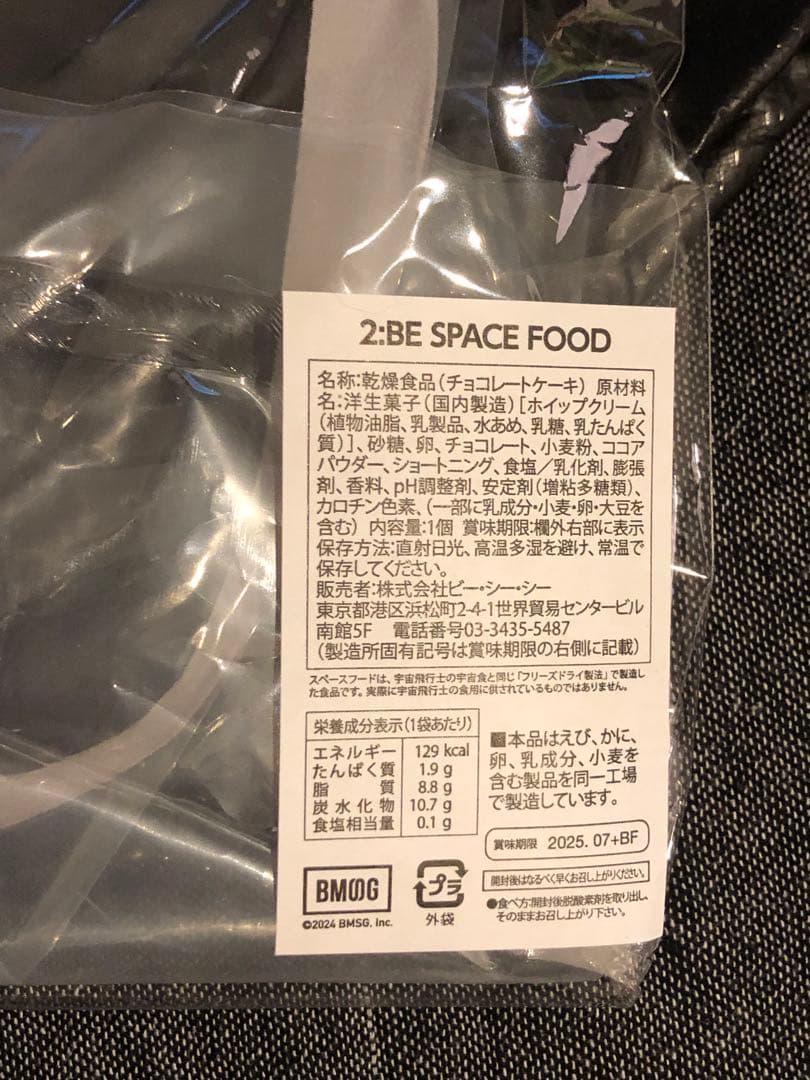 2:BE SPACE FOOD
名称:乾燥食品(チョコレートケーキ) 原材料
名:洋生菓子(国内製造)[ホイップクリーム
(植物油脂、乳製品、水あめ、乳糖、乳たんぱく
質)]、砂糖、卵、チョコレート、小麦粉、ココア
パウダー、ショートニング、食塩/乳化剤、膨張
剤、香料、pH調整剤、安定剤(増粘多糖類)、
カロチン色素、(一部に乳成分・小麦・卵・大豆を
含む) 内容量:1個 賞味期限:欄外右部に表示
保存方法:直射日光、高温多湿を避け、常温で
保存してください。
販売者:株式会社ビー・シー・シー
東京都港区浜松町2-4-1世界貿易センタービル
南館5F 電話番号03-3435-5487
(製造所固有記号は賞味期限の右側に記載)
スペースフードは、宇宙飛行士の宇宙食と同じ「フリーズドライ製法」で製造し
た食品です。実際に宇宙飛行士の食用に供されているものではありません。
栄養成分表示(1袋あたり)
エネルギー 129 kcal
たんぱく質 1.9 g
脂質 8.8 g
炭水化物 10.7 g
食塩相当量 0.1 g
本品はえび、かに、
卵、乳成分、小麦を
含む製品を同一工場
で製造しています。
賞味期限 2025. 07+BF
開封後はなるべく早くお召し上がりください。
●食べ方:開封後脱酸素剤を取り出し、
そのままお召し上がり下さい。
BMSG
©2024 BMSG, Inc.
プラ
外袋